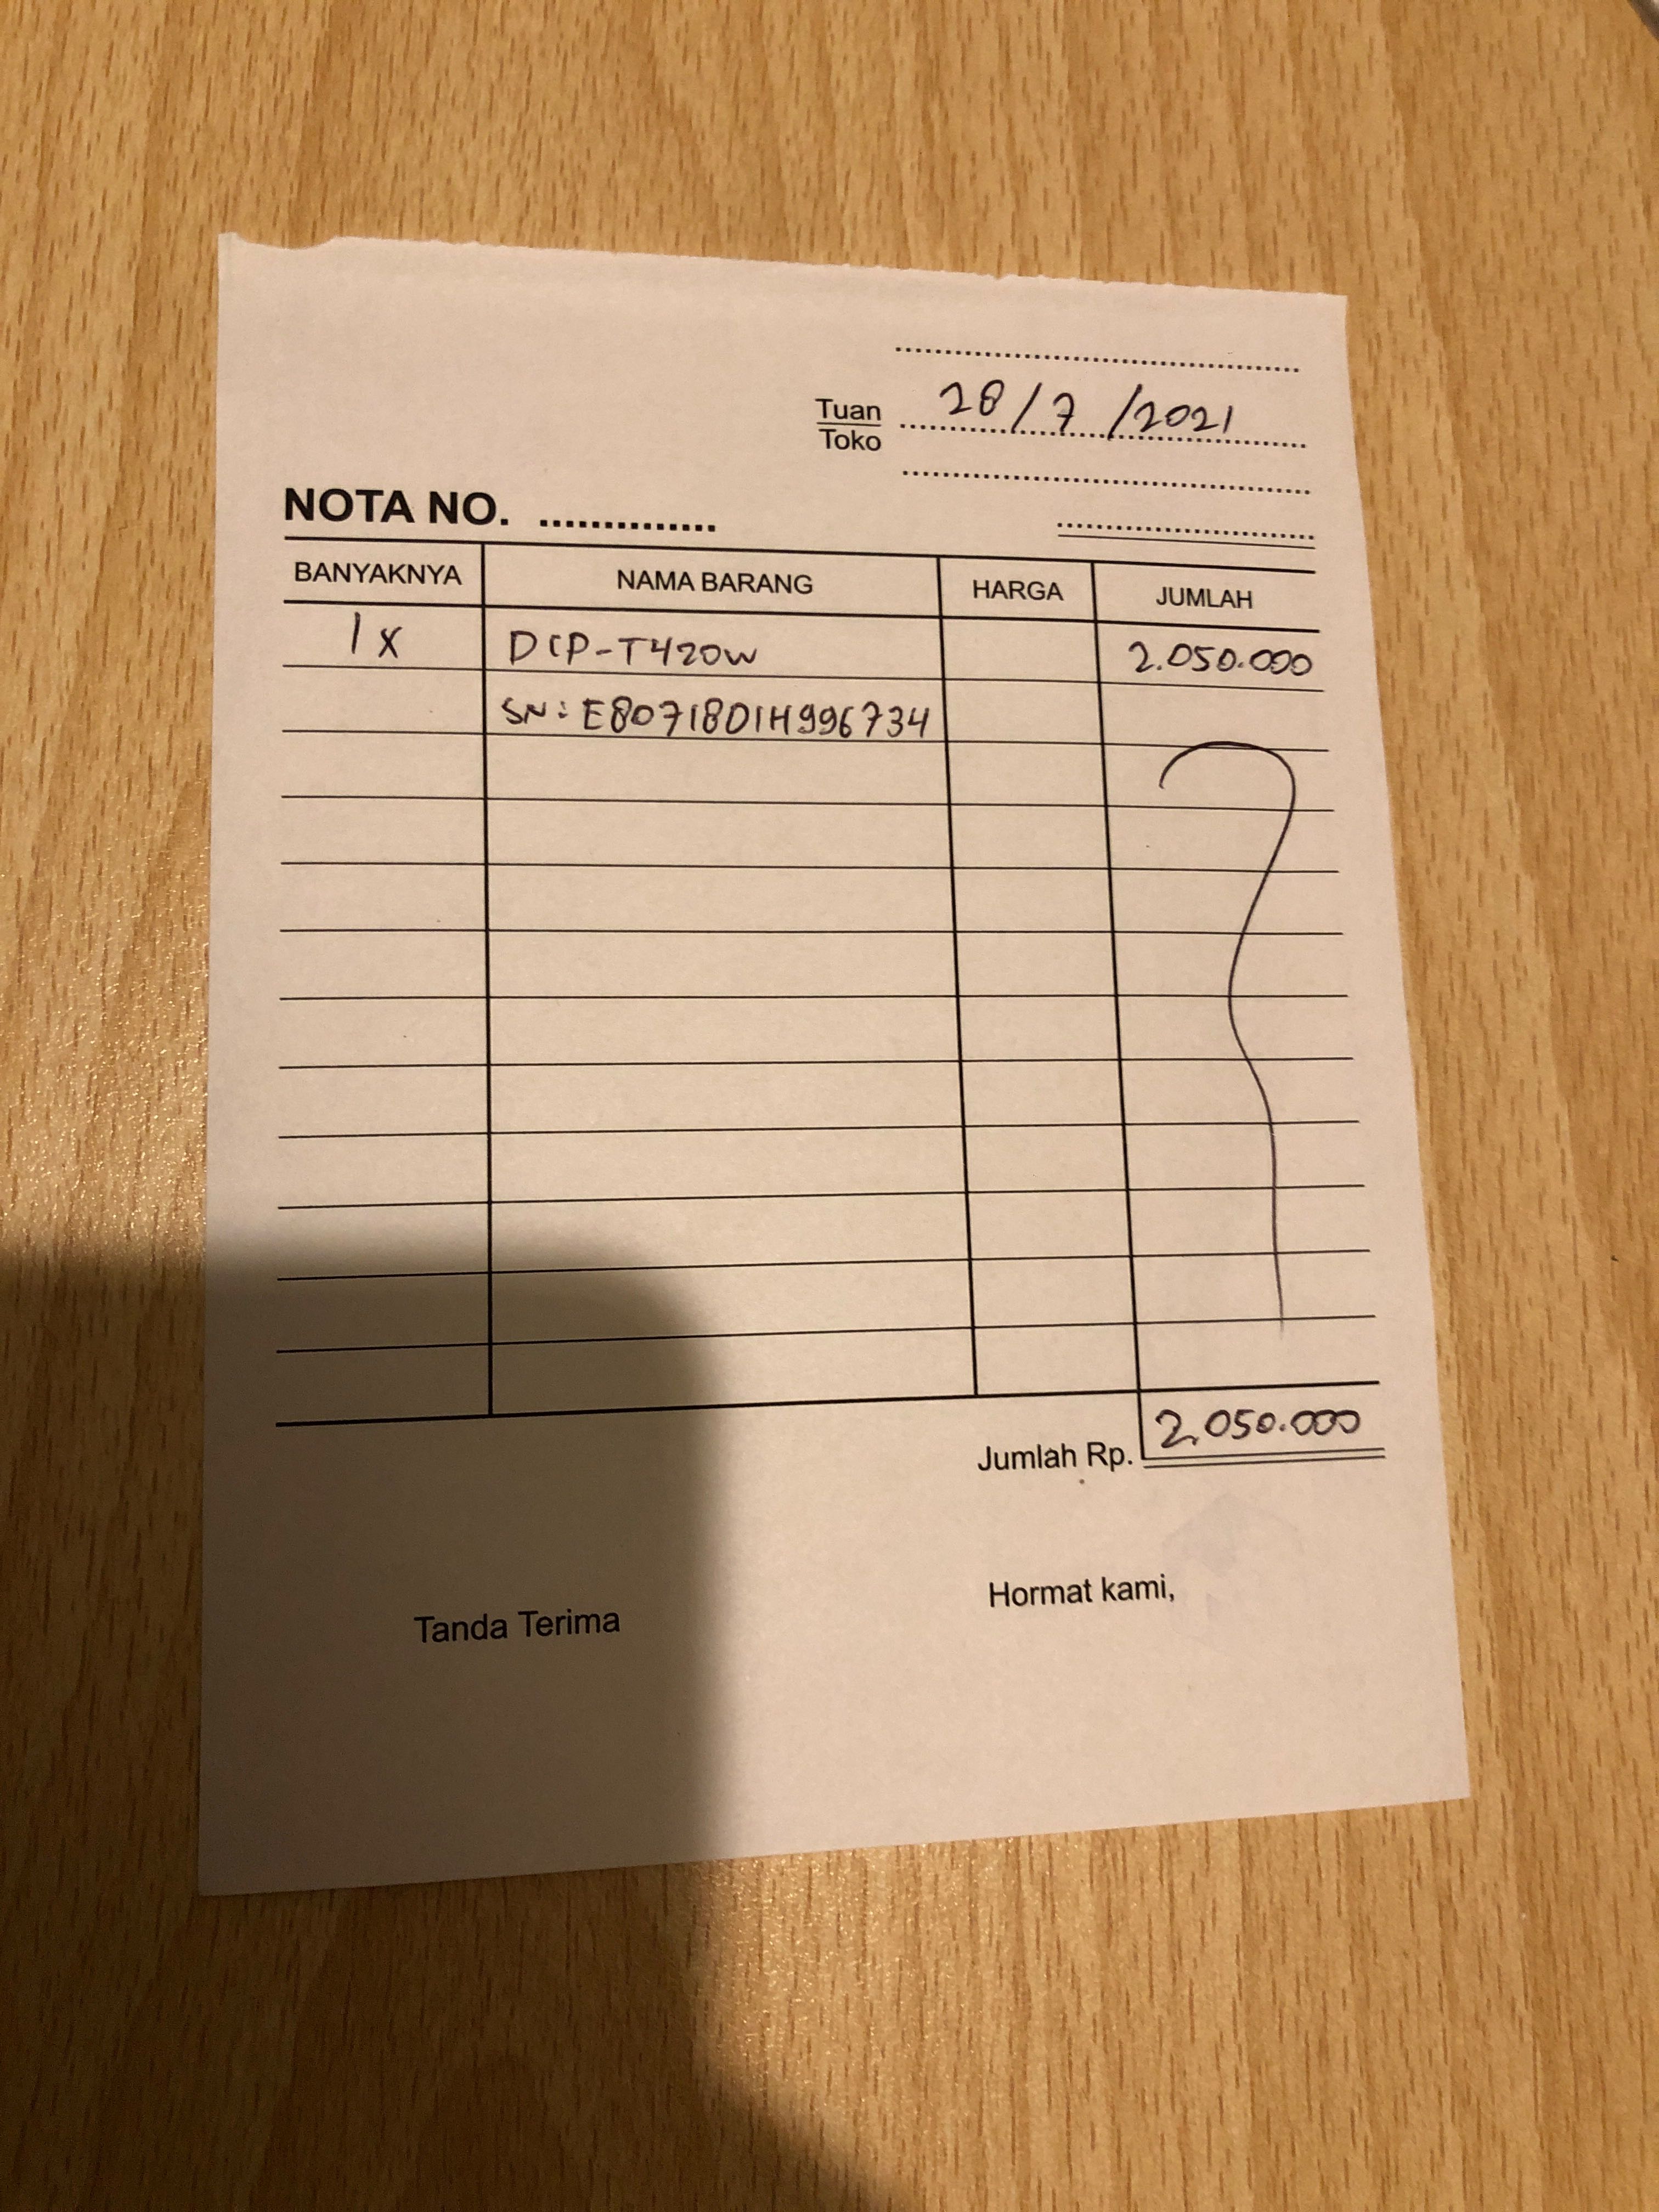 Tuan
Toko
28/7/2021
NOTA NO. ..............
BANYAKNYA NAMA BARANG HARGA JUMLAH
1x DCP-T420W 2.050.000
SN: E80718D1H996734
Jumlah Rp. 2.050.000
Tanda Terima Hormat kami,